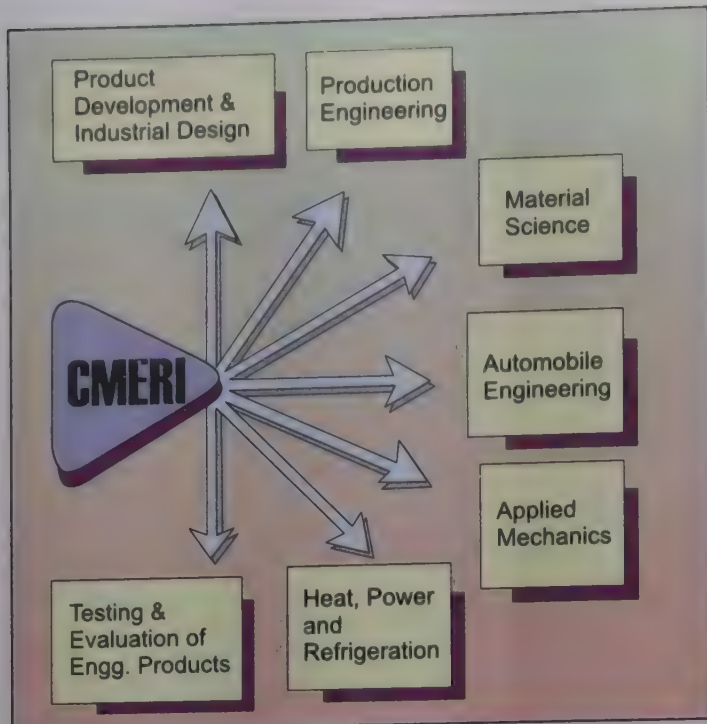 Product
Development &
Industrial Design
Production
Engineering
Material
Science
CMERI
Automobile
Engineering
Applied
Mechanics
Heat, Power
and
Refrigeration
Testing &
Evaluation of
Engg. Products